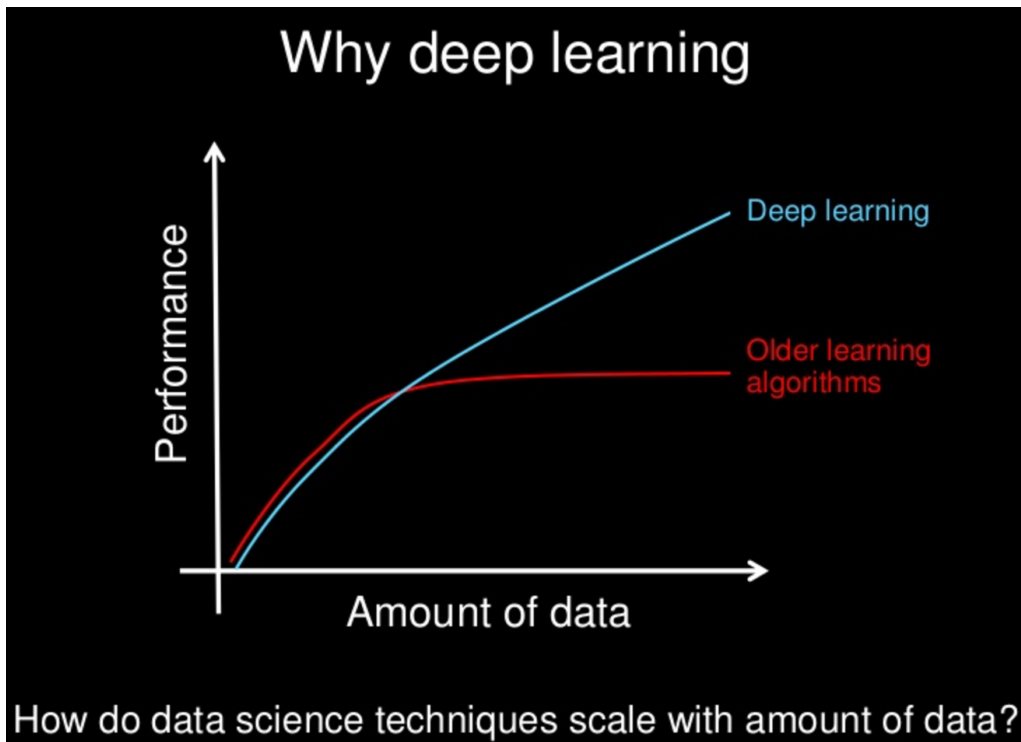 Why deep learning
Performance
Deep learning
Older learning
algorithms
Amount of data
How do data science techniques scale with amount of data?